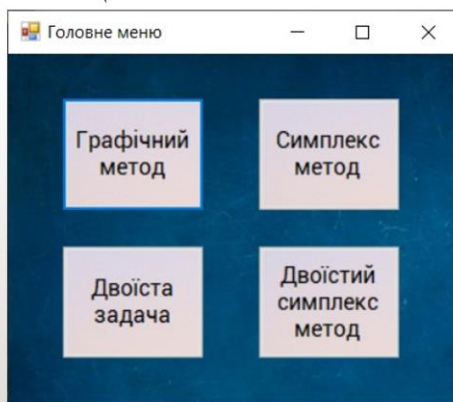 Головне меню
Графічний
метод
Симплекс
метод
Двоїста
задача
Двоїстий
симплекс
метод